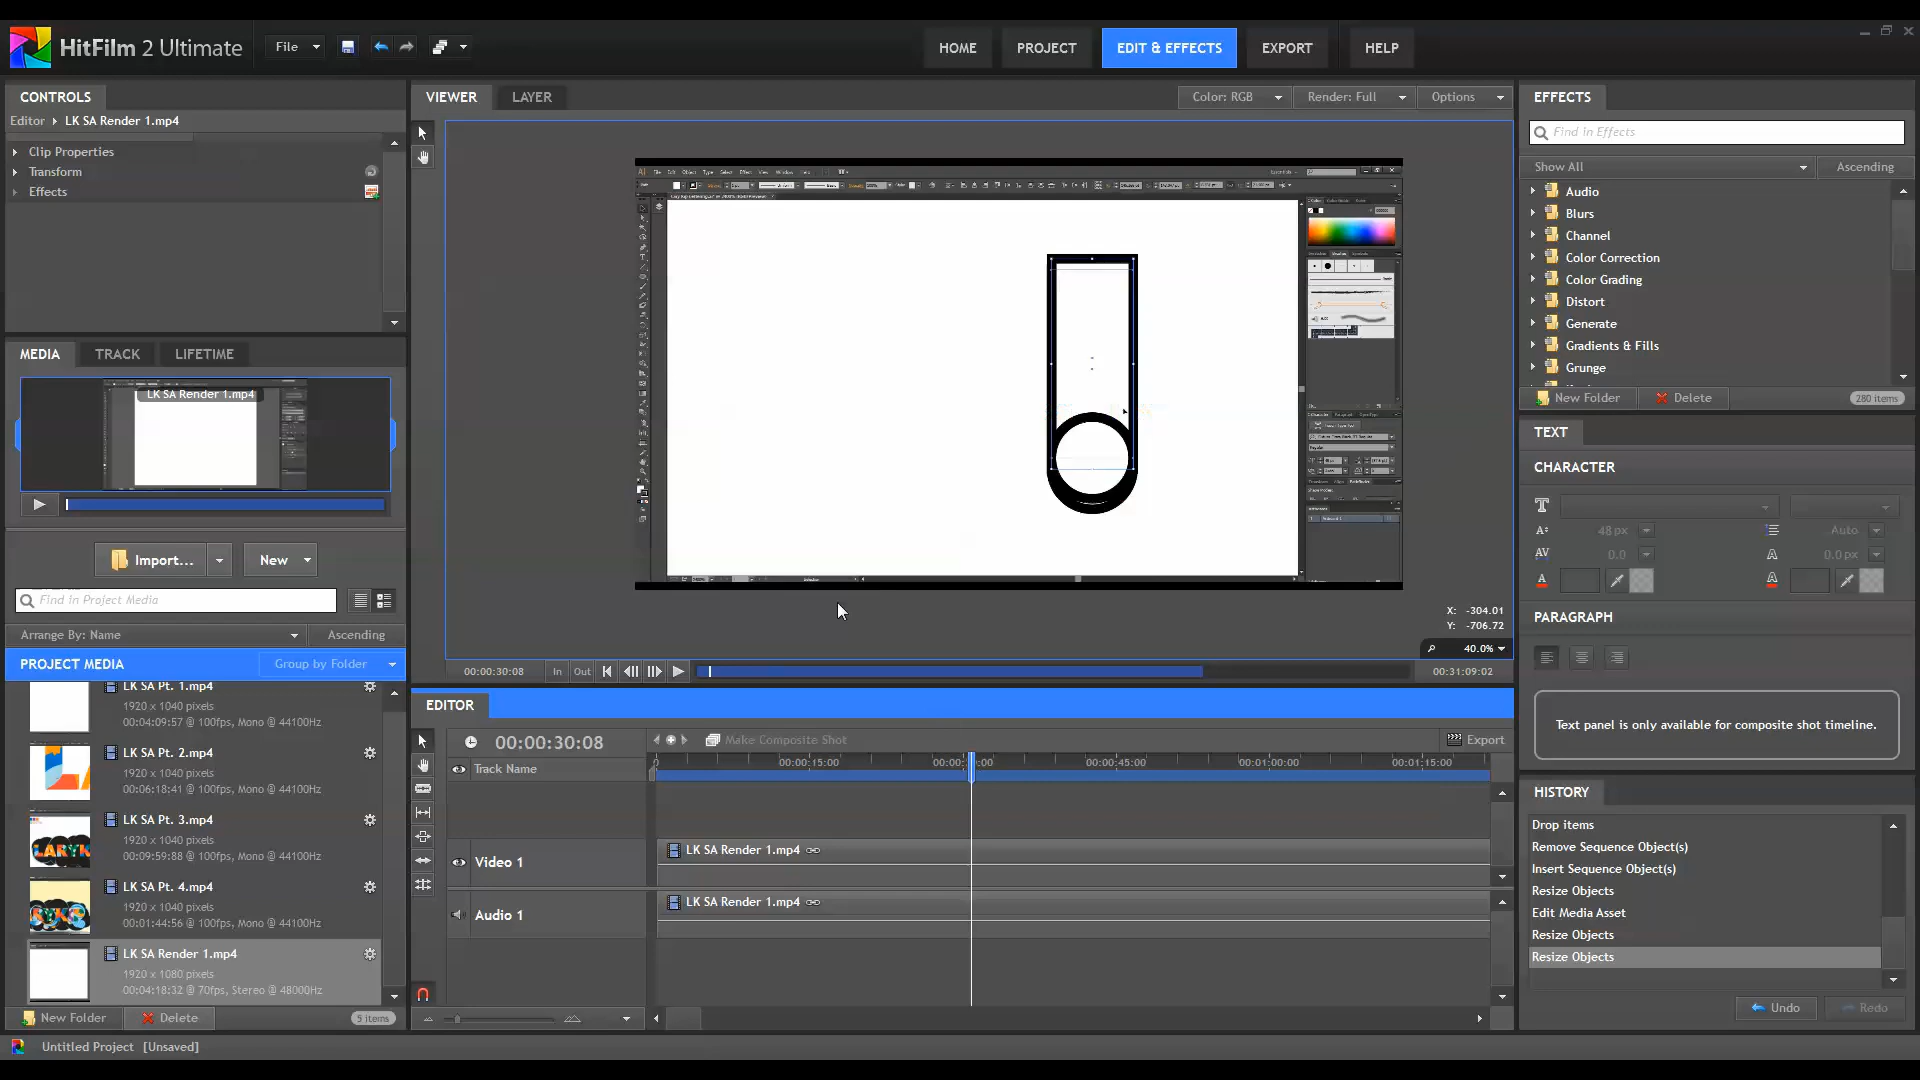 HitFilm 2 Ultimate
File
HOME
PROJECT
EDIT & EFFECTS
EXPORT
HELP
CONTROLS
Editor
LK SA Render 1.mp4
Clip Properties
Transform
Effects
VIEWER
LAYER
Color: RGB
Render: Full
Options
X: -304.01
Y: -706.72
40.0%
00:00:30:08
In
Out
00:31:09:02
MEDIA
TRACK
LIFETIME
LK SA Render 1.mp4
Import...
New
Find in Project Media
Arrange By: Name
Ascending
PROJECT MEDIA
Group by Folder
LK SA Pt. 1.mp4
1920 x 1040 pixels
00:04:09:57 @ 100fps, Mono @ 44100Hz
LK SA Pt. 2.mp4
1920 x 1040 pixels
00:06:18:41 @ 100fps, Mono @ 44100Hz
LK SA Pt. 3.mp4
1920 x 1040 pixels
00:09:59:88 @ 100fps, Mono @ 44100Hz
LK SA Pt. 4.mp4
1920 x 1040 pixels
00:01:44:56 @ 100fps, Mono @ 44100Hz
LK SA Render 1.mp4
1920 x 1080 pixels
00:04:18:32 @ 70fps, Stereo @ 48000Hz
New Folder
Delete
5 items
Untitled Project [Unsaved]
EDITOR
00:00:30:08
Make Composite Shot
Export
Track Name
0
00:00:15:00
00:00:45:00
00:01:00:00
00:01:15:00
Video 1
LK SA Render 1.mp4
Audio 1
LK SA Render 1.mp4
EFFECTS
Find in Effects
Show All
Ascending
Audio
Blurs
Channel
Color Correction
Color Grading
Distort
Generate
Gradients & Fills
Grunge
New Folder
Delete
280 items
TEXT
CHARACTER
48 px
Auto
0.0
0.0 px
PARAGRAPH
Text panel is only available for composite shot timeline.
HISTORY
Drop items
Remove Sequence Object(s)
Insert Sequence Object(s)
Resize Objects
Edit Media Asset
Resize Objects
Resize Objects
Undo
Redo